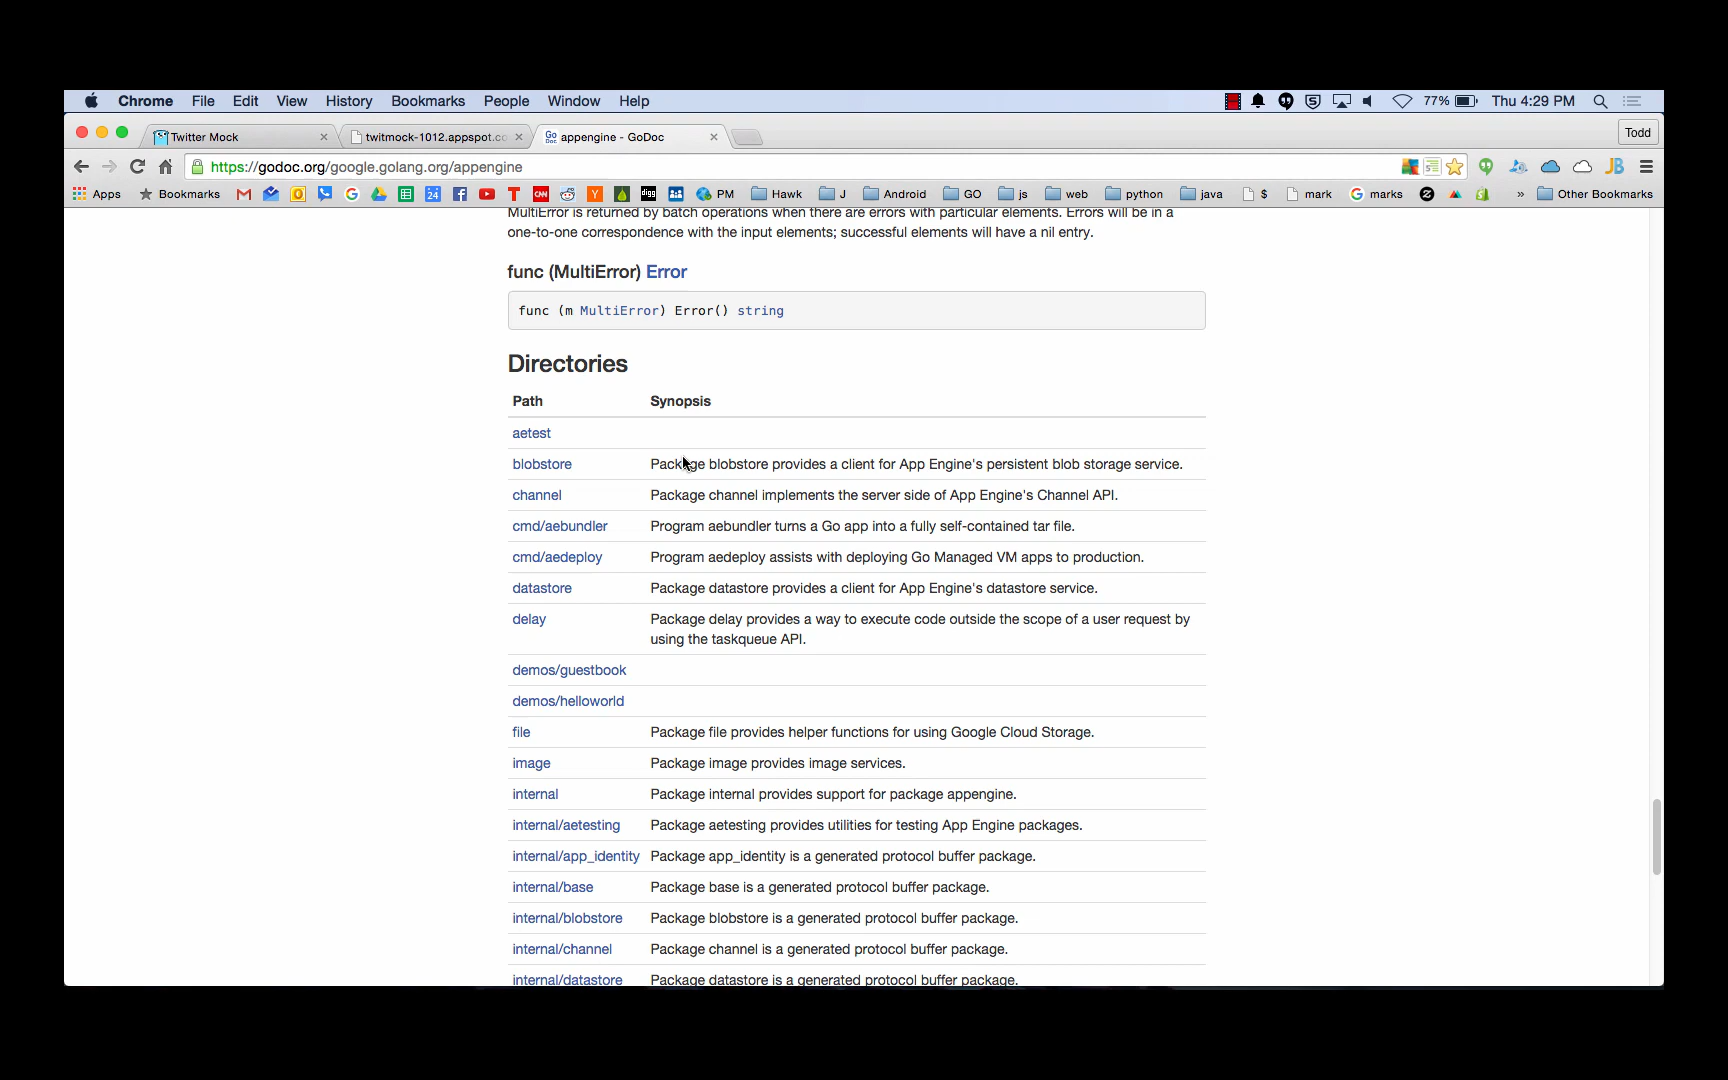 Chrome File Edit View History Bookmarks People Window Help 77% Thu 4:29 PM
Twitter Mock twitmock-1012.appspot.co appengine - GoDoc Todd
https://godoc.org/google.golang.org/appengine
Apps Bookmarks 24 CNN digg PM Hawk J Android GO js web python java $ mark marks » Other Bookmarks
MultiError is returned by batch operations when there are errors with particular elements. Errors will be in a
one-to-one correspondence with the input elements; successful elements will have a nil entry.
func (MultiError) Error
func (m MultiError) Error() string
Directories
Path Synopsis
aetest
blobstore Package blobstore provides a client for App Engine's persistent blob storage service.
channel Package channel implements the server side of App Engine's Channel API.
cmd/aebundler Program aebundler turns a Go app into a fully self-contained tar file.
cmd/aedeploy Program aedeploy assists with deploying Go Managed VM apps to production.
datastore Package datastore provides a client for App Engine's datastore service.
delay Package delay provides a way to execute code outside the scope of a user request by
using the taskqueue API.
demos/guestbook
demos/helloworld
file Package file provides helper functions for using Google Cloud Storage.
image Package image provides image services.
internal Package internal provides support for package appengine.
internal/aetesting Package aetesting provides utilities for testing App Engine packages.
internal/app_identity Package app_identity is a generated protocol buffer package.
internal/base Package base is a generated protocol buffer package.
internal/blobstore Package blobstore is a generated protocol buffer package.
internal/channel Package channel is a generated protocol buffer package.
internal/datastore Package datastore is a generated protocol buffer package.